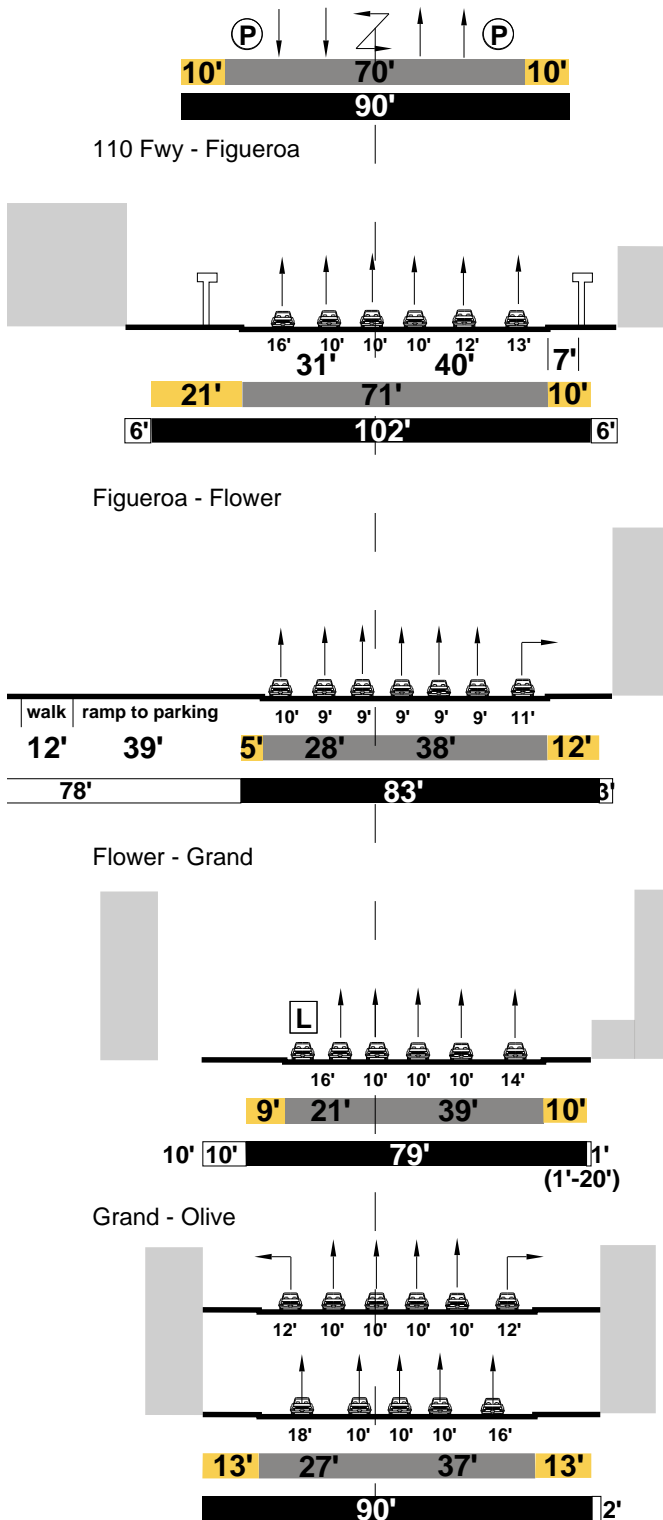 P P
10' 70' 10'
90'
110 Fwy - Figueroa
16' 10' 10' 10' 12' 13'
31' 40' 7'
21' 71' 10'
6' 102' 6'
Figueroa - Flower
10' 9' 9' 9' 9' 9' 11'
walk ramp to parking
12' 39' 5' 28' 38' 12'
78' 83' 3'
Flower - Grand
L
16' 10' 10' 10' 14'
9' 21' 39' 10'
10' 10' 79' 1'
(1'-20')
Grand - Olive
12' 10' 10' 10' 10' 12'
18' 10' 10' 10' 16'
13' 27' 37' 13'
90' 2'